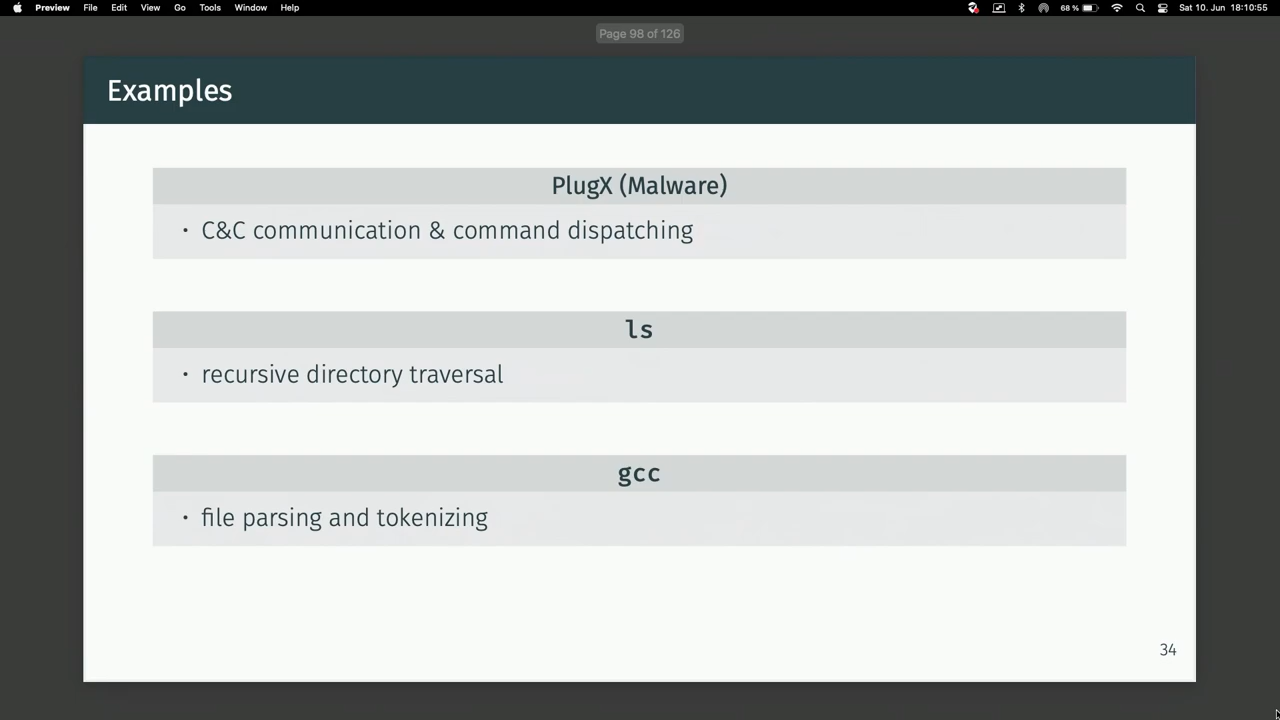 Preview File Edit View Go Tools Window Help 68 % Sat 10. Jun 18:10:55
Page 98 of 126
Examples
PlugX (Malware)
• C&C communication & command dispatching
ls
• recursive directory traversal
gcc
• file parsing and tokenizing
34